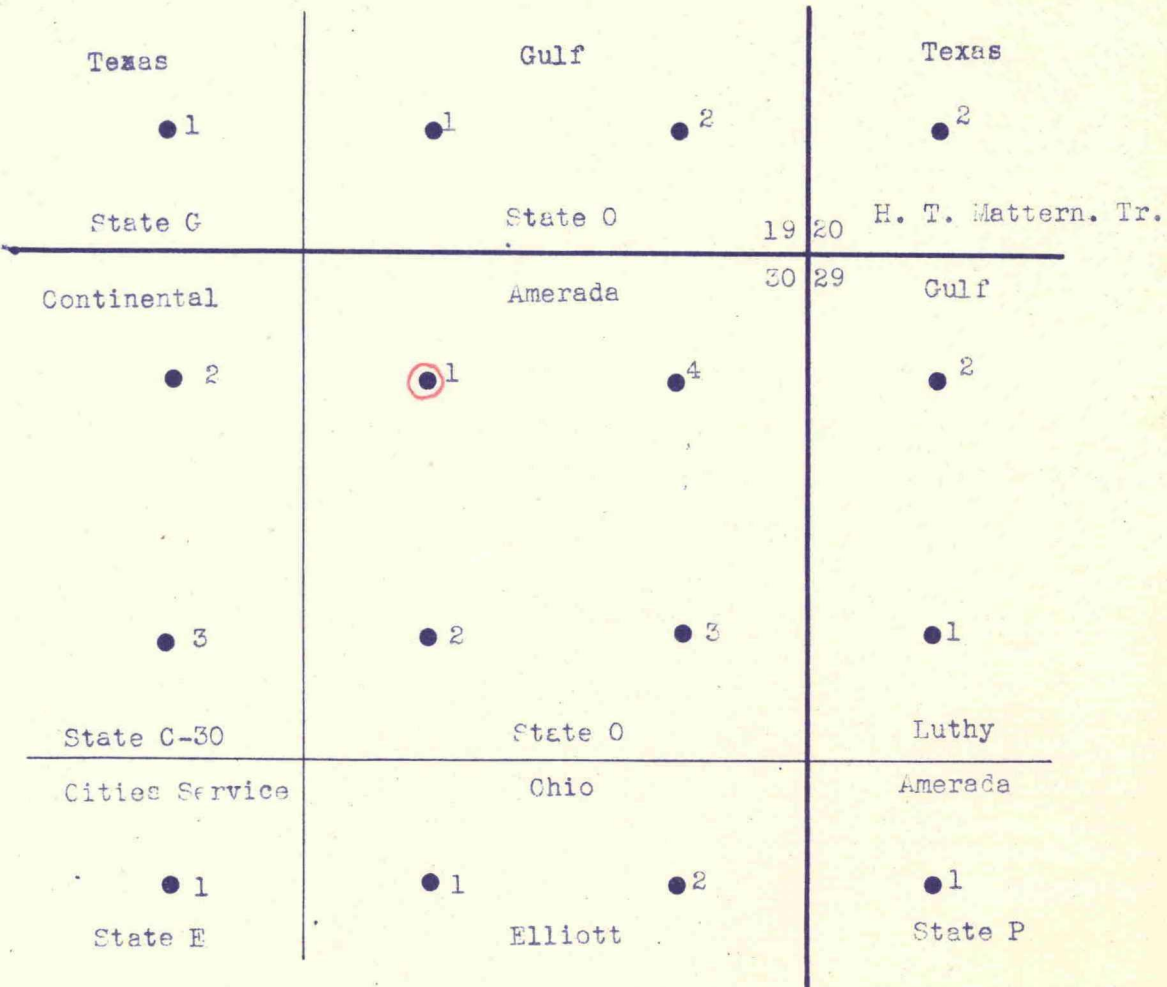 Texas Gulf Texas
1 1 2 2
State G State O 19 20 H. T. Mattern. Tr.
Continental Amerada 30 29 Gulf
2 1 4 2
3 2 3 1
State C-30 State O Luthy
Cities Service Ohio Amerada
1 1 2 1
State E Elliott State P